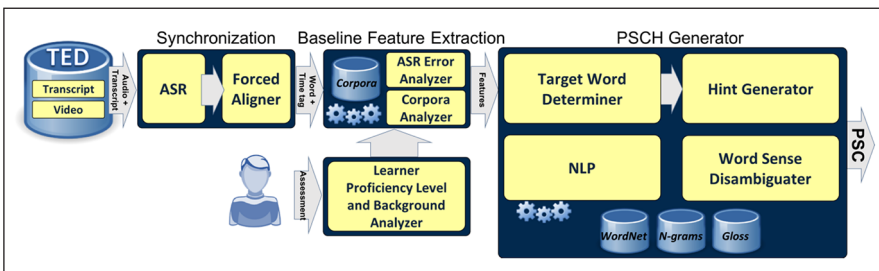 Synchronization
Baseline Feature Extraction
PSCH Generator
TED
Transcript
Video
Audio +
Transcript
ASR
Forced
Aligner
Word +
Time tag
Corpora
ASR Error
Analyzer
Corpora
Analyzer
Features
Target Word
Determiner
Hint Generator
NLP
Word Sense
Disambiguater
WordNet
N-grams
Gloss
PSC
Assessment
Learner
Proficiency Level
and Background
Analyzer